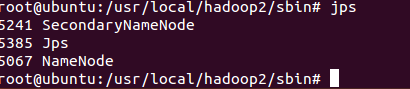 root@ubuntu:/usr/local/hadoop2/sbin# jps
5241 SecondaryNameNode
5385 Jps
5067 NameNode
root@ubuntu:/usr/local/hadoop2/sbin#